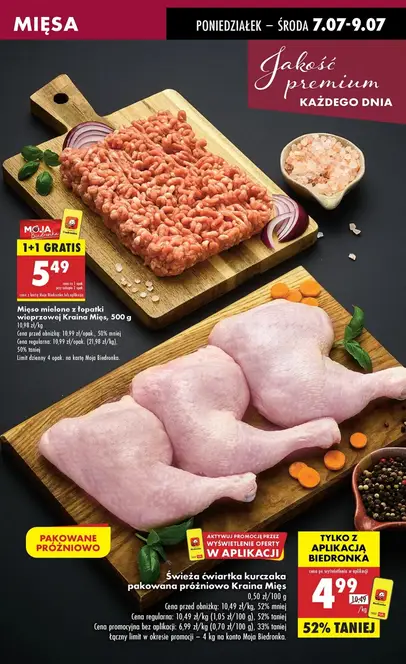 MIĘSA
PONIEDZIAŁEK – ŚRODA 7.07-9.07
Jakość
premium
KAŻDEGO DNIA
MOJA
Biedronka
1+1 GRATIS
5 49
Mięso mielone z łopatki
wieprzowej Kraina Mięs, 500 g
10,98 zł/kg
Cena przed obniżką: 10,99 zł/opak., 50% mniej
Cena regularna: 10,99 zł/opak. (21,98 zł/kg),
50% taniej
Limit dzienny 4 opak. na kartę Moja Biedronka.
PAKOWANE
PRÓŻNIOWO
AKTYWUJ PROMOCJĘ PRZEZ
WYŚWIETLENIE OFERTY
W APLIKACJI
Świeża ćwiartka kurczaka
pakowana próżniowo Kraina Mięs
0,50 zł/100 g
Cena przed obniżką: 10,49 zł/kg, 52% mniej
Cena regularna: 10,49 zł/kg (1,05 zł/100 g), 52% taniej
Cena promocyjna bez aplikacji: 6,99 zł/kg (0,70 zł/100 g), 33% taniej
Łączny limit w okresie promocji – 4 kg na konto Moja Biedronka.
TYLKO Z
APLIKACJĄ
BIEDRONKA
4 99
10,49
/kg
52% TANIEJ